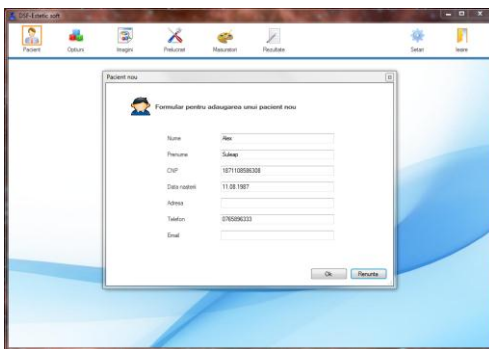 DSP-Estetic soft
Pacient Optiuni Imagini Prelucrari Masuratori Rezultate Setari Iesire
Pacient nou
Formular pentru adaugarea unui pacient nou
Nume Alex
Prenume Suleap
CNP 1871108586308
Data nasterii 11.08.1987
Adresa
Telefon 0765896333
Email
Ok Renunta